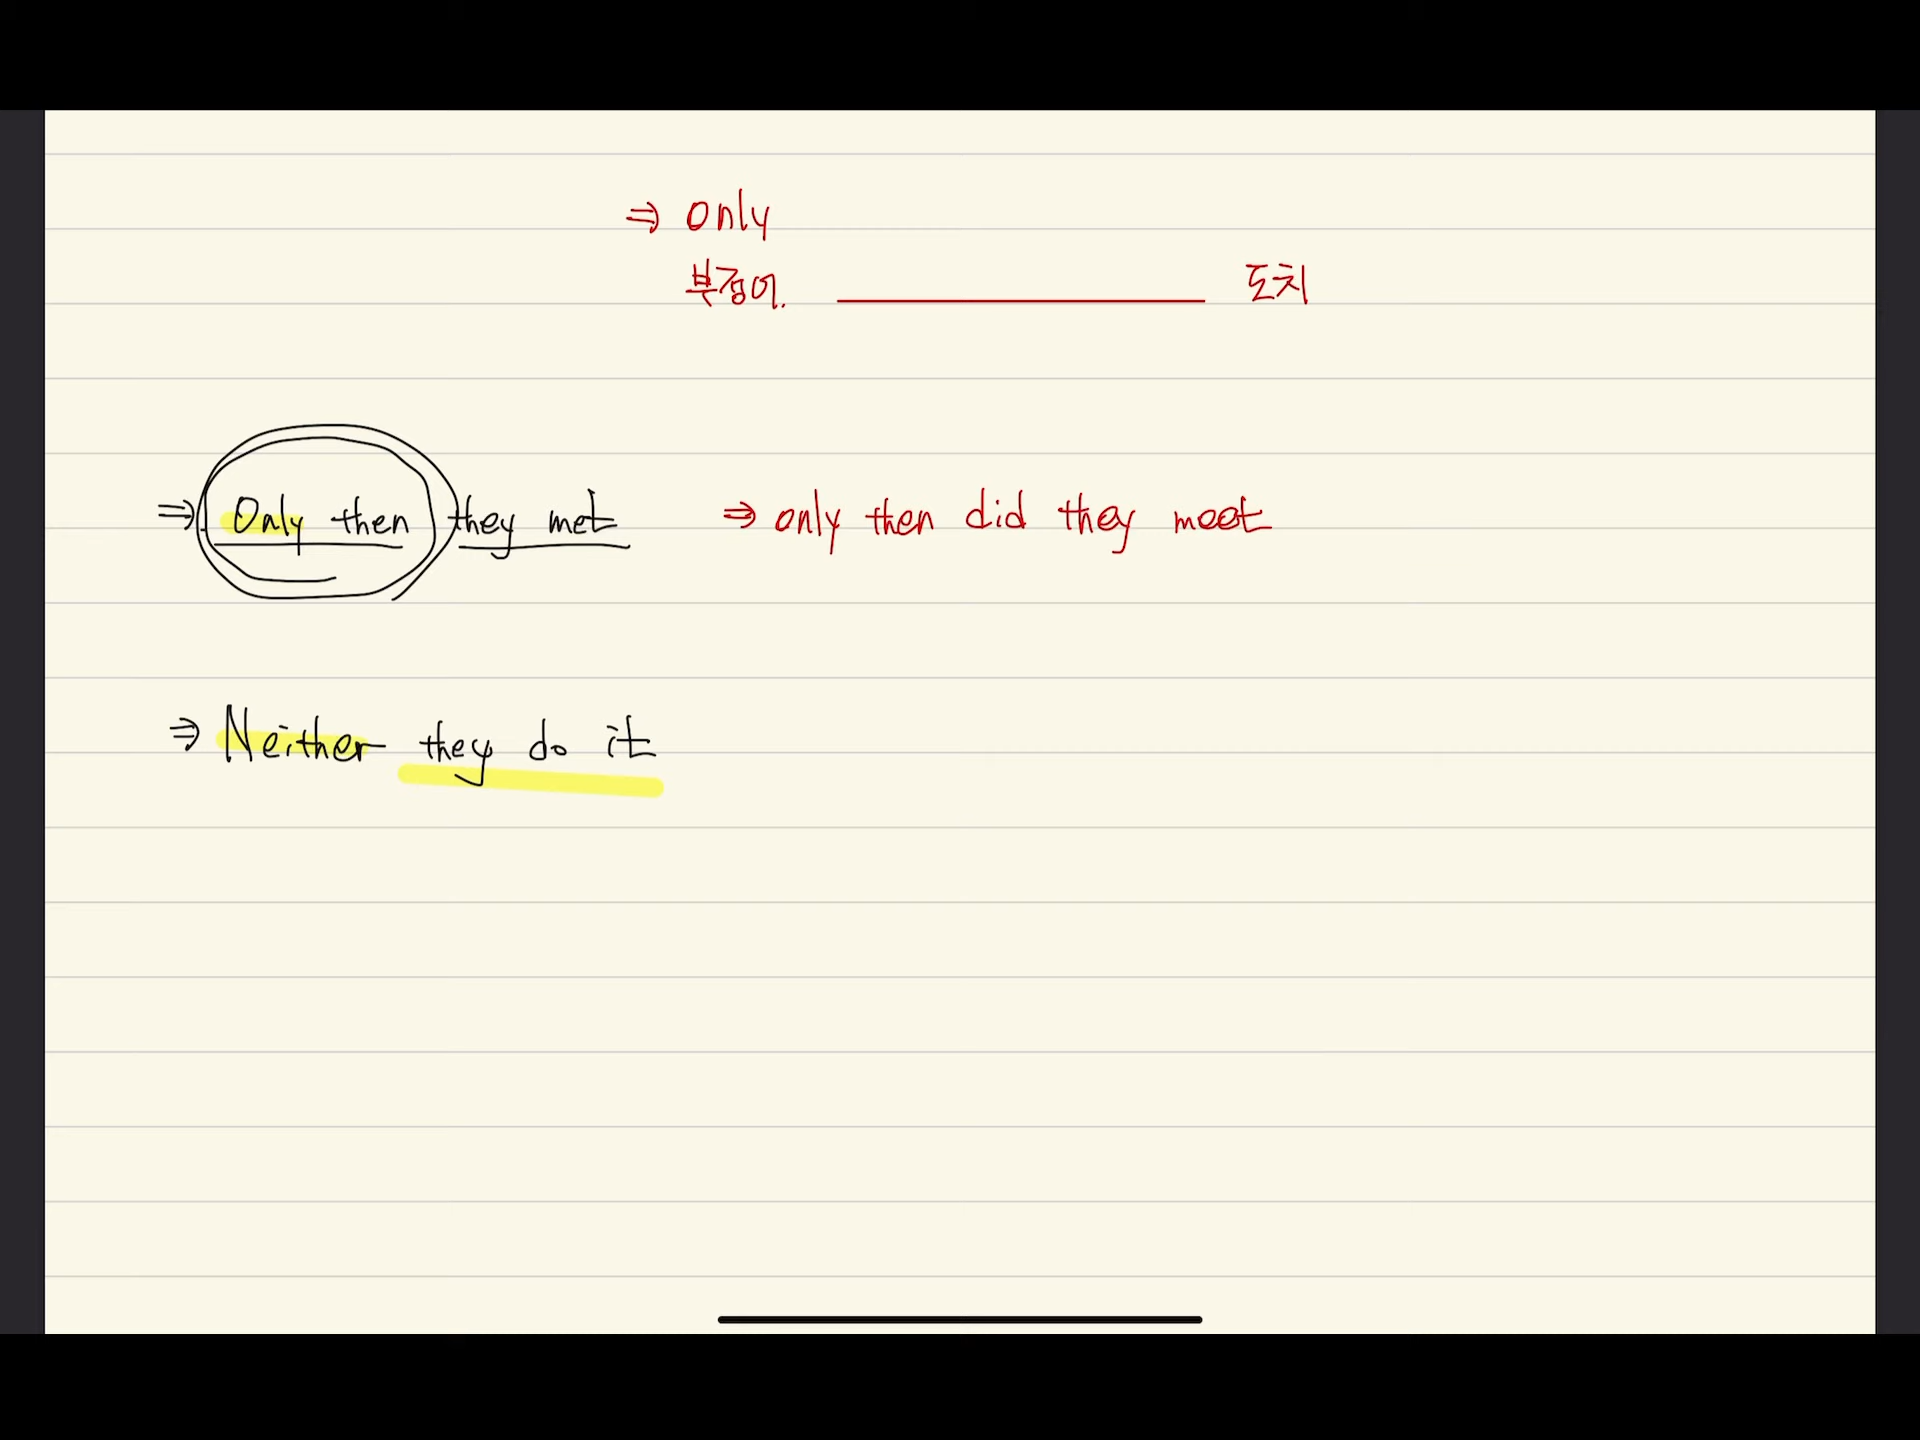 ⇒ only
부정어. 도치
⇒ Only then they met ⇒ only then did they meet
⇒ Neither they do it